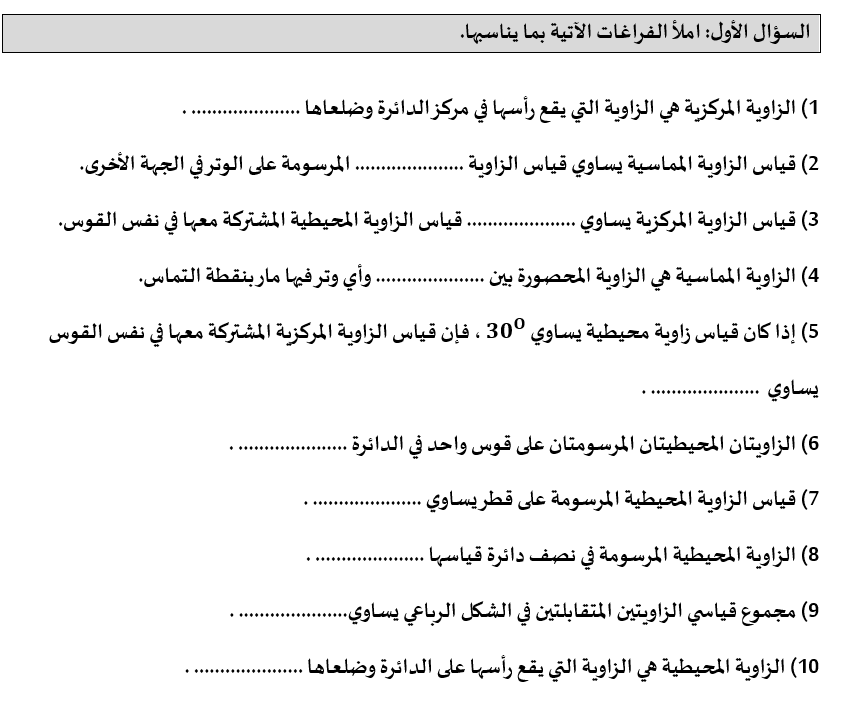 السؤال الأول: املأ الفراغات الآتية بما يناسبها.
1) الزاوية المركزية هي الزاوية التي يقع رأسها في مركز الدائرة وضلعاها ..................... .
2) قياس الزاوية المماسية يساوي قياس الزاوية ..................... المرسومة على الوتر في الجهة الأخرى.
3) قياس الزاوية المركزية يساوي ..................... قياس الزاوية المحيطية المشتركة معها في نفس القوس.
4) الزاوية المماسية هي الزاوية المحصورة بين ..................... وأي وتر فيها مار بنقطة التماس.
5) إذا كان قياس زاوية محيطية يساوي 30⁰ ، فإن قياس الزاوية المركزية المشتركة معها في نفس القوس
يساوي ..................... .
6) الزاويتان المحيطيتان المرسومتان على قوس واحد في الدائرة ..................... .
7) قياس الزاوية المحيطية المرسومة على قطر يساوي ..................... .
8) الزاوية المحيطية المرسومة في نصف دائرة قياسها ..................... .
9) مجموع قياسي الزاويتين المتقابلتين في الشكل الرباعي يساوي..................... .
10) الزاوية المحيطية هي الزاوية التي يقع رأسها على الدائرة وضلعاها ..................... .